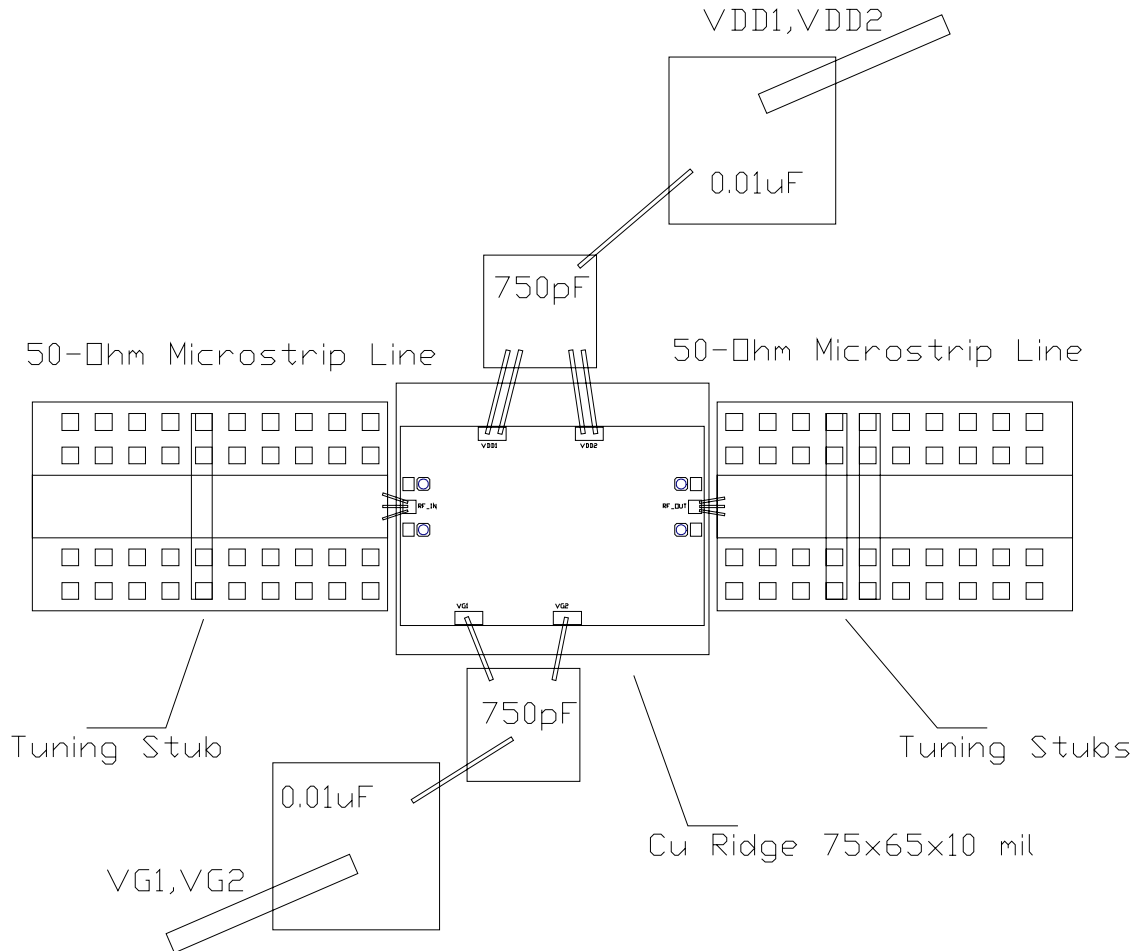 VDD1,VDD2
0.01uF
750pF
50-Ohm Microstrip Line
50-Ohm Microstrip Line
VDD1
VDD2
RF_IN
RF_OUT
VG1
VG2
750pF
Tuning Stub
Tuning Stubs
0.01uF
Cu Ridge 75x65x10 mil
VG1,VG2